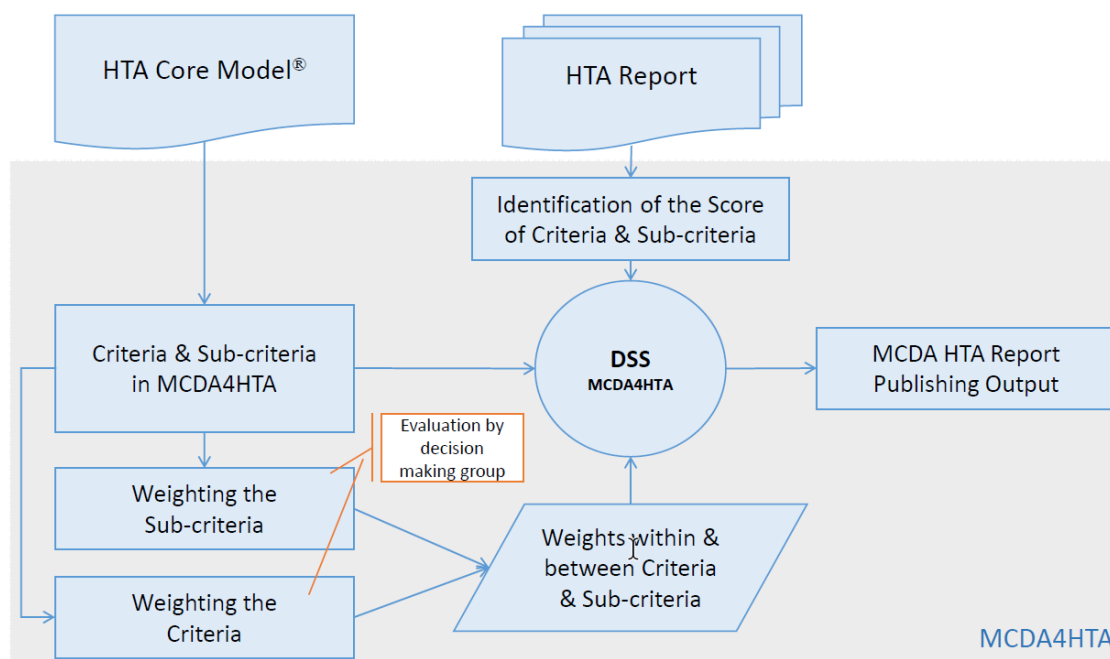 HTA Core Model®
HTA Report
Identification of the Score
of Criteria & Sub-criteria
Criteria & Sub-criteria
in MCDA4HTA
DSS
MCDA4HTA
MCDA HTA Report
Publishing Output
Evaluation by
decision
making group
Weighting the
Sub-criteria
Weights within &
between Criteria
& Sub-criteria
Weighting the
Criteria
MCDA4HTA